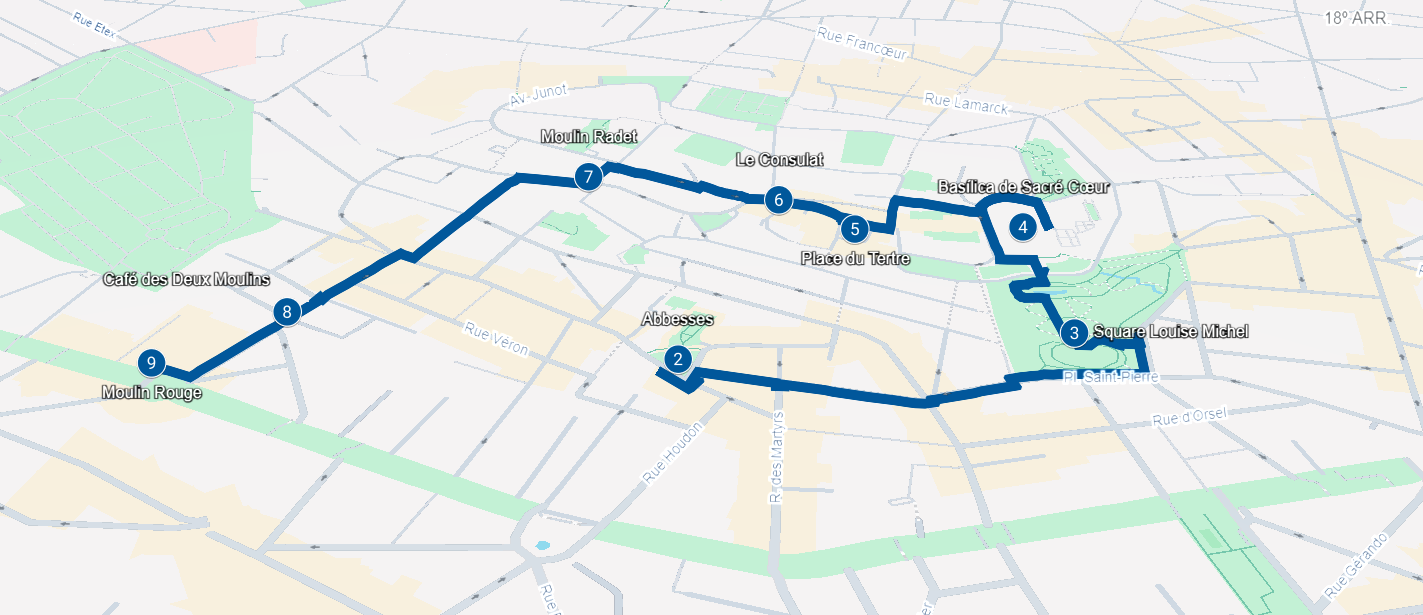 Rue Etex
18º ARR.
Rue Francœur
Av. Junot
Rue Lamarck
Moulin Radet
7
Le Consulat
6
Basílica de Sacré Cœur
4
5
Place du Tertre
Café des Deux Moulins
8
Abbesses
2
3
Square Louise Michel
Rue Véron
9
Moulin Rouge
Pl. Saint-Pierre
Rue d'Orsel
Rue Houdon
R. des Martyrs
Rue Gérando